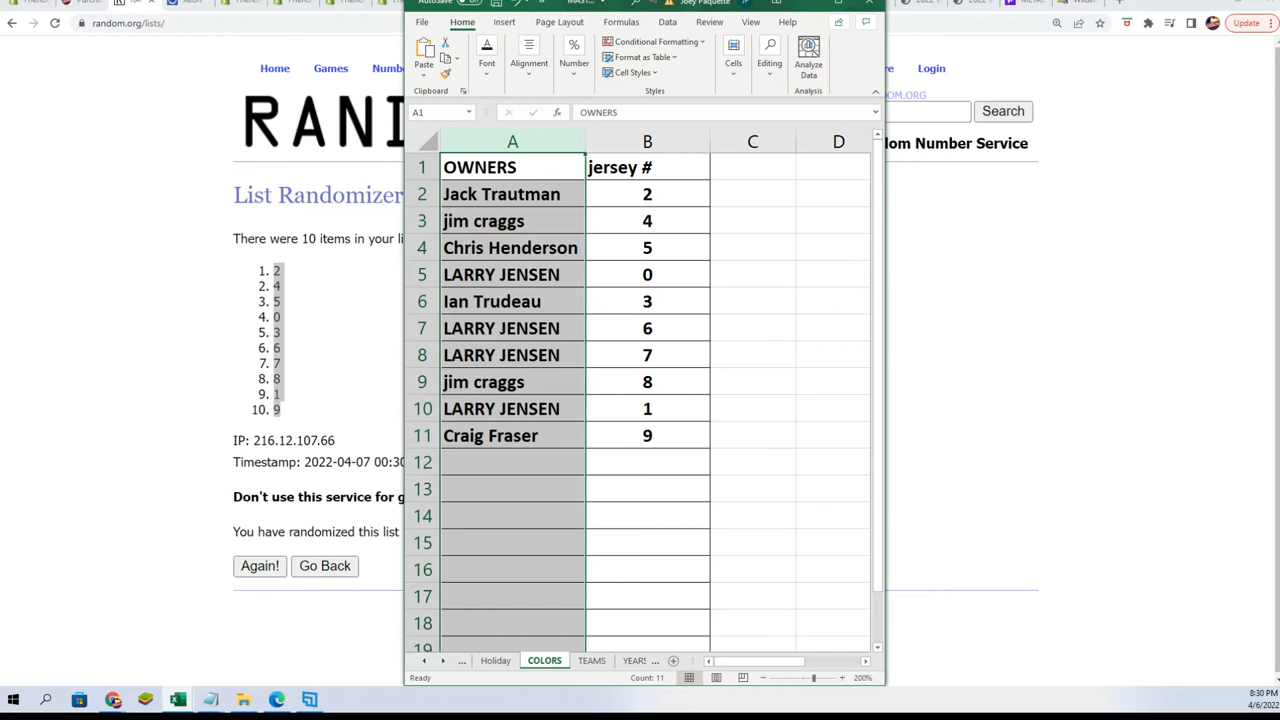 random.org/lists/
Update
Joey Paquette
File Home Insert Page Layout Formulas Data Review View Help
Home Games
Login
Paste
Font
Alignment
Number
Conditional Formatting
Format as Table
Cell Styles
Cells
Editing
Analyze
Data
Clipboard
Styles
Analysis
Search
A1
OWNERS
A B C D
1 OWNERS jersey #
2 Jack Trautman 2
3 jim craggs 4
4 Chris Henderson 5
5 LARRY JENSEN 0
6 Ian Trudeau 3
7 LARRY JENSEN 6
8 LARRY JENSEN 7
9 jim craggs 8
10 LARRY JENSEN 1
11 Craig Fraser 9
12
13
14
15
16
17
18
19
... Holiday COLORS TEAMS YEARS ...
Ready
Count: 11
200%
List Randomizer
There were 10 items in your li
1. 2
2. 4
3. 5
4. 0
5. 3
6. 6
7. 7
8. 8
9. 1
10. 9
IP: 216.12.107.66
Timestamp: 2022-04-07 00:30
Don't use this service for g
You have randomized this list
Again! Go Back
dom Number Service
8:30 PM
4/6/2022